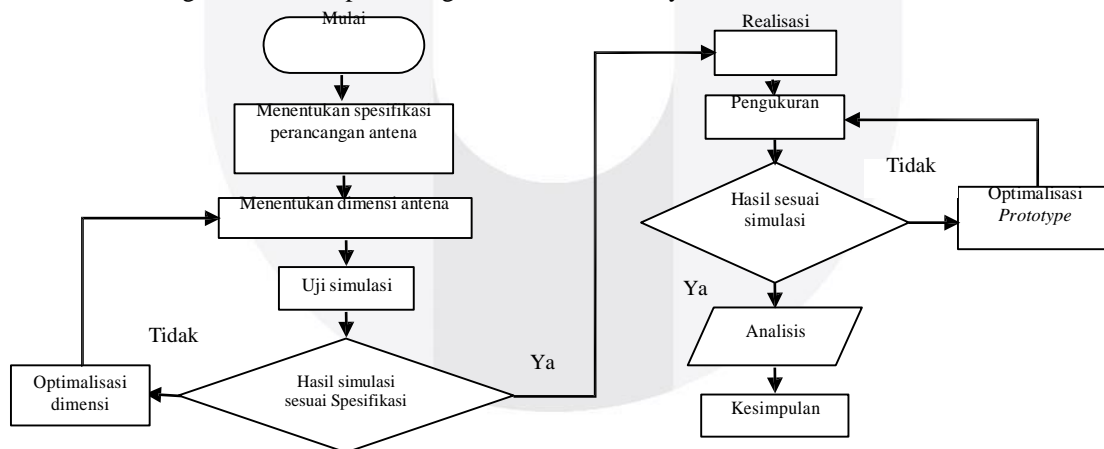 Mulai
Menentukan spesifikasi
perancangan antena
Menentukan dimensi antena
Uji simulasi
Tidak
Optimalisasi
dimensi
Hasil simulasi
sesuai Spesifikasi
Ya
Realisasi
Pengukuran
Hasil sesuai
simulasi
Tidak
Optimalisasi
Prototype
Ya
Analisis
Kesimpulan